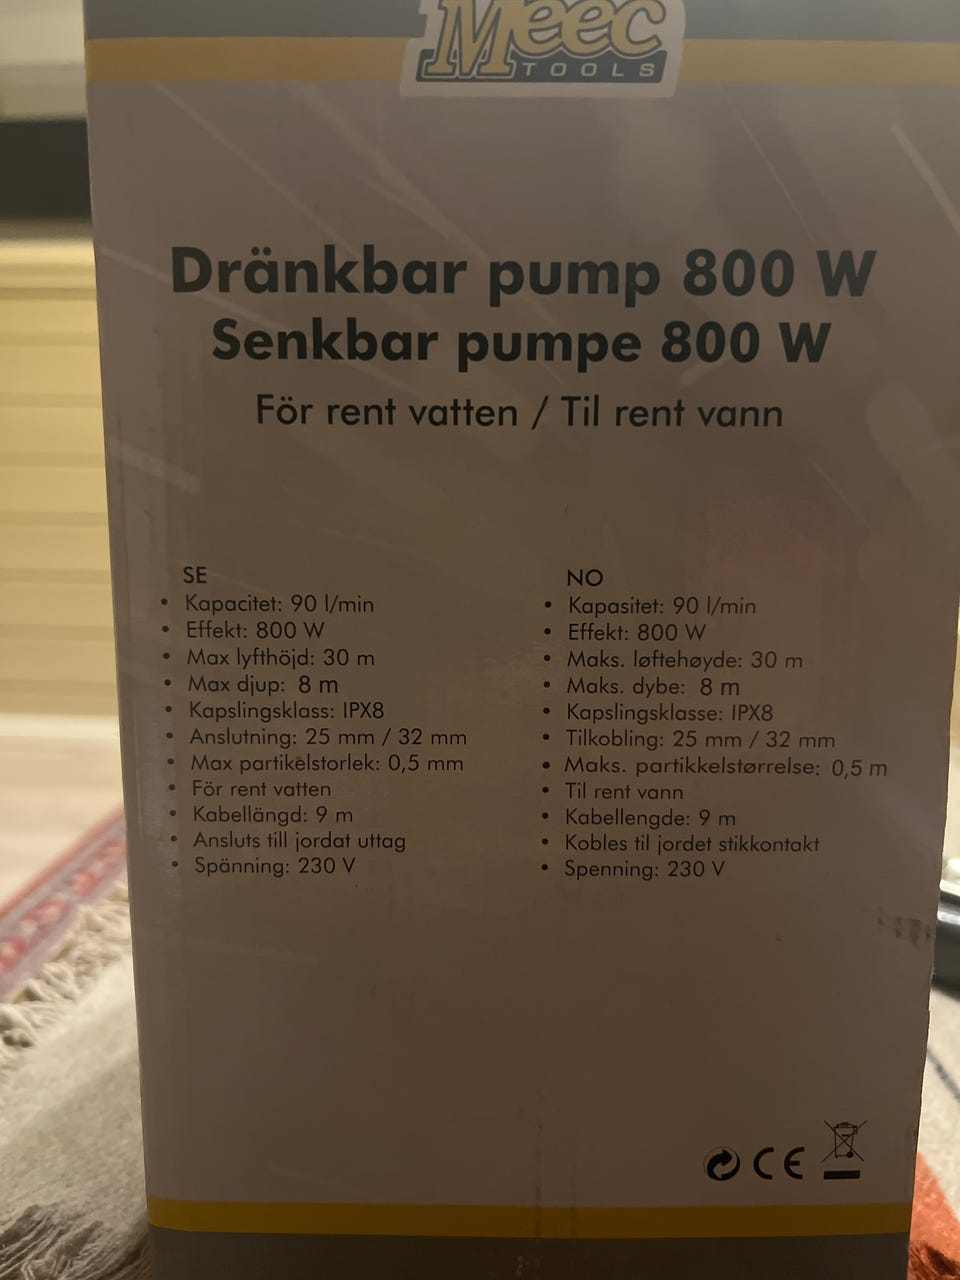 Meec
TOOLS
Dränkbar pump 800 W
Senkbar pumpe 800 W
För rent vatten / Til rent vann
SE
• Kapacitet: 90 l/min
• Effekt: 800 W
• Max lyfthöjd: 30 m
• Max djup: 8 m
• Kapslingsklass: IPX8
• Anslutning: 25 mm / 32 mm
• Max partikelstorlek: 0,5 mm
• För rent vatten
• Kabellängd: 9 m
• Ansluts till jordat uttag
• Spänning: 230 V
NO
• Kapasitet: 90 l/min
• Effekt: 800 W
• Maks. løftehøyde: 30 m
• Maks. dybe: 8 m
• Kapslingsklasse: IPX8
• Tilkobling: 25 mm / 32 mm
• Maks. partikkelstørrelse: 0,5 m
• Til rent vann
• Kabellengde: 9 m
• Kobles til jordet stikkontakt
• Spenning: 230 V
CE